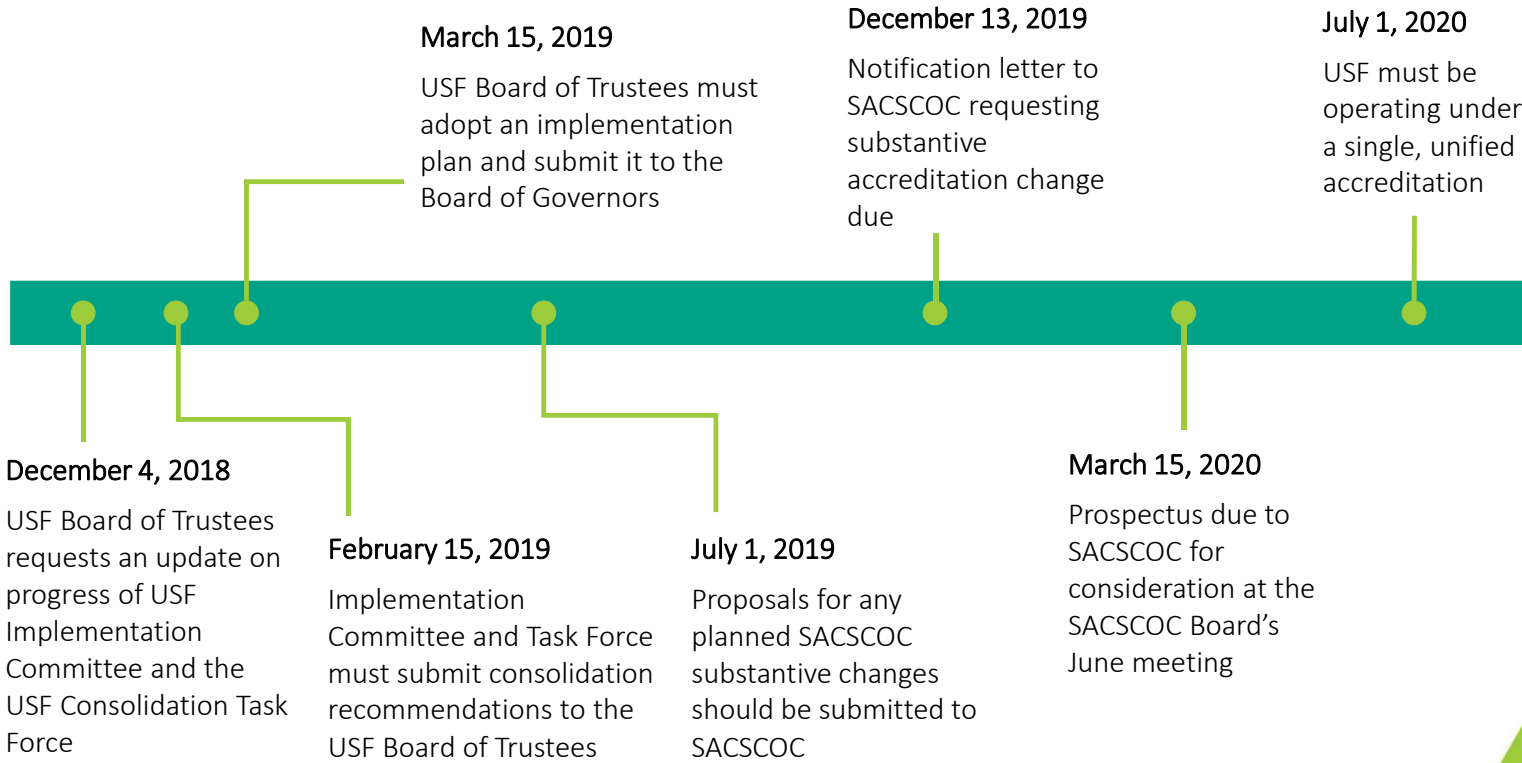 March 15, 2019
USF Board of Trustees must
adopt an implementation
plan and submit it to the
Board of Governors
December 13, 2019
Notification letter to
SACSCOC requesting
substantive
accreditation change
due
July 1, 2020
USF must be
operating under
a single, unified
accreditation
December 4, 2018
USF Board of Trustees
requests an update on
progress of USF
Implementation
Committee and the
USF Consolidation Task
Force
February 15, 2019
Implementation
Committee and Task Force
must submit consolidation
recommendations to the
USF Board of Trustees
July 1, 2019
Proposals for any
planned SACSCOC
substantive changes
should be submitted to
SACSCOC
March 15, 2020
Prospectus due to
SACSCOC for
consideration at the
SACSCOC Board’s
June meeting